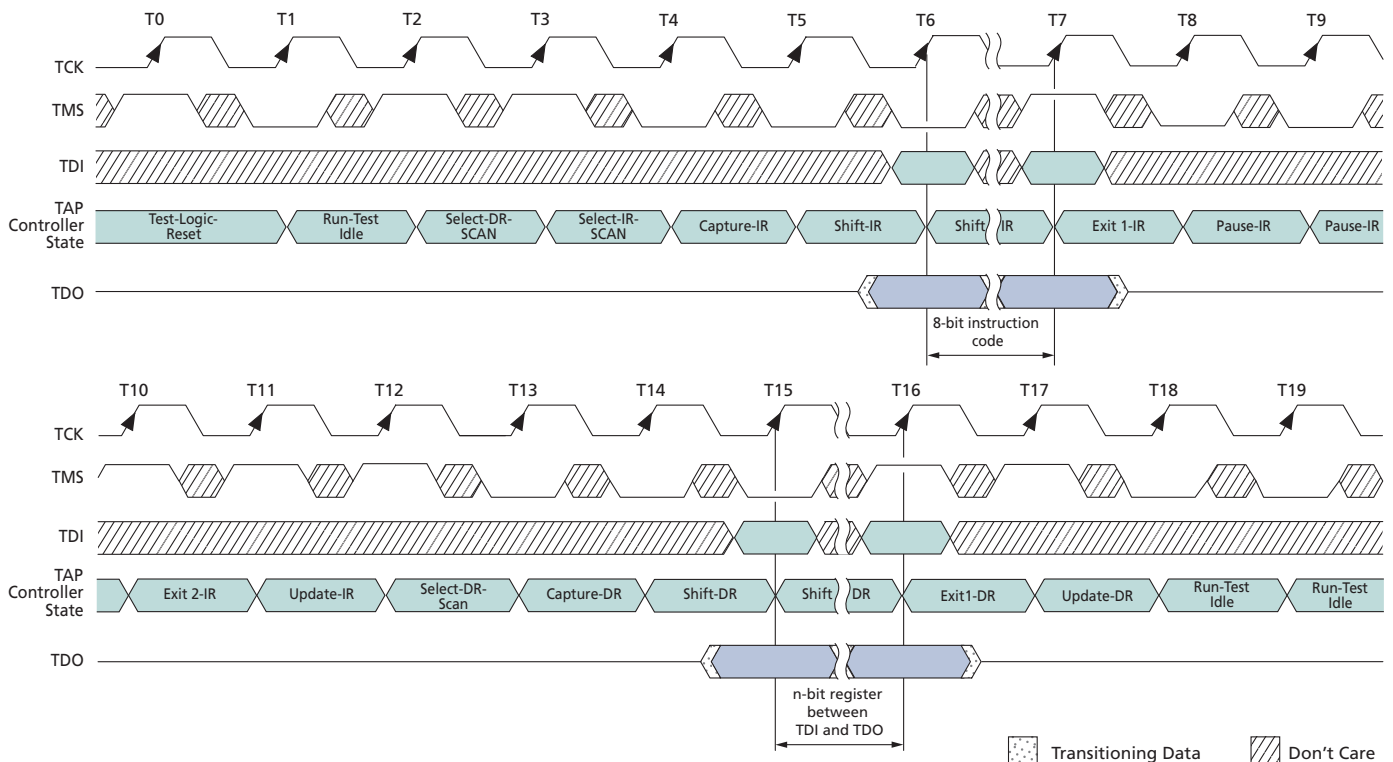 T0 T1 T2 T3 T4 T5 T6 T7 T8 T9
TCK
TMS
TDI
TAP
Controller
State
Test-Logic-
Reset
Run-Test
Idle
Select-DR-
SCAN
Select-IR-
SCAN
Capture-IR
Shift-IR
Shift IR
Exit 1-IR
Pause-IR
Pause-IR
TDO
8-bit instruction
code
T10 T11 T12 T13 T14 T15 T16 T17 T18 T19
TCK
TMS
TDI
TAP
Controller
State
Exit 2-IR
Update-IR
Select-DR-
Scan
Capture-DR
Shift-DR
Shift DR
Exit1-DR
Update-DR
Run-Test
Idle
Run-Test
Idle
TDO
n-bit register
between
TDI and TDO
Transitioning Data
Don't Care